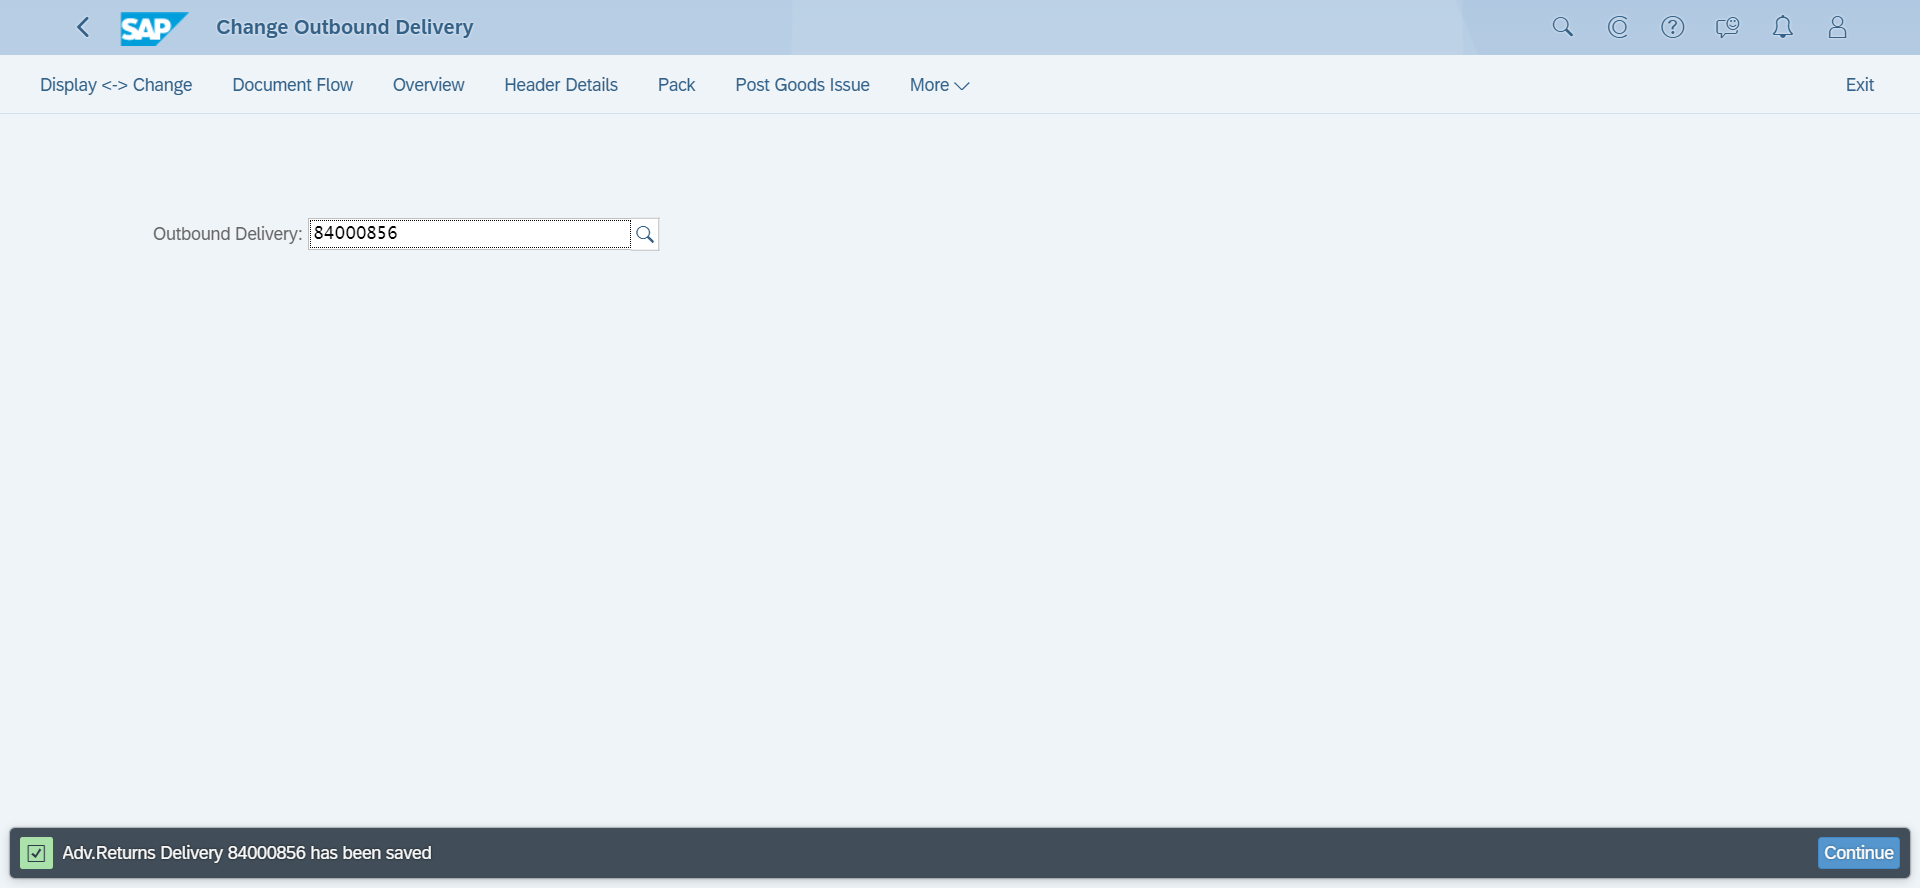 SAP Change Outbound Delivery
Display <-> Change Document Flow Overview Header Details Pack Post Goods Issue More Exit
Outbound Delivery: 84000856
Adv.Returns Delivery 84000856 has been saved Continue